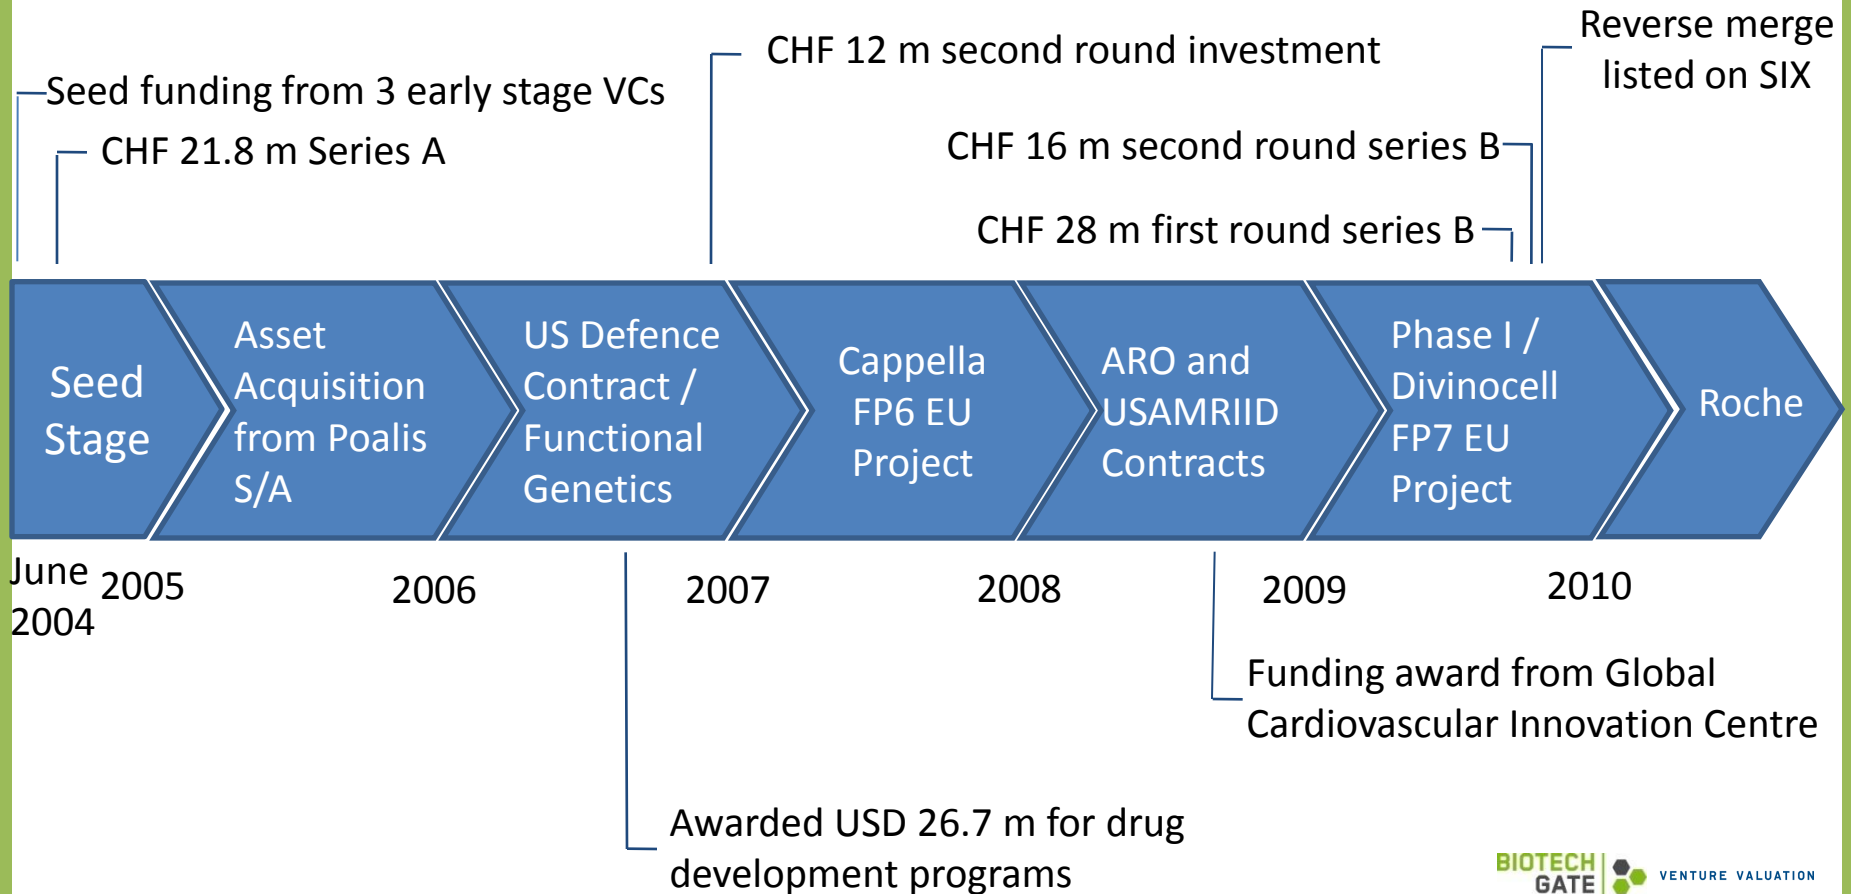 Seed funding from 3 early stage VCs
CHF 21.8 m Series A
CHF 12 m second round investment
Reverse merge
listed on SIX
CHF 16 m second round series B
CHF 28 m first round series B
Seed
Stage
Asset
Acquisition
from Poalis
S/A
US Defence
Contract /
Functional
Genetics
Cappella
FP6 EU
Project
ARO and
USAMRIID
Contracts
Phase I /
Divinocell
FP7 EU
Project
Roche
June
2004
2005
2006
2007
2008
2009
2010
Funding award from Global
Cardiovascular Innovation Centre
Awarded USD 26.7 m for drug
development programs
BIOTECH
GATE
VENTURE VALUATION